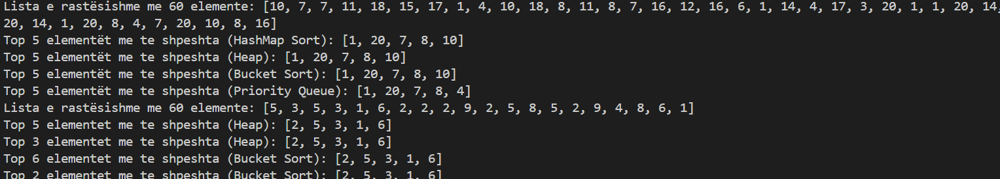 Lista e rastësishme me 60 elemente: [10, 7, 7, 11, 18, 15, 17, 1, 4, 10, 18, 8, 11, 8, 7, 16, 12, 16, 6, 1, 14, 4, 17, 3, 20, 1, 1, 20, 14,
20, 14, 1, 20, 8, 4, 7, 20, 10, 8, 16]
Top 5 elementët me te shpeshta (HashMap Sort): [1, 20, 7, 8, 10]
Top 5 elementët me te shpeshta (Heap): [1, 20, 7, 8, 10]
Top 5 elementët me te shpeshta (Bucket Sort): [1, 20, 7, 8, 10]
Top 5 elementët me te shpeshta (Priority Queue): [1, 20, 7, 8, 4]
Lista e rastësishme me 60 elemente: [5, 3, 5, 3, 1, 6, 2, 2, 2, 9, 2, 5, 8, 5, 2, 9, 4, 8, 6, 1]
Top 5 elementet me te shpeshta (Heap): [2, 5, 3, 1, 6]
Top 3 elementet me te shpeshta (Heap): [2, 5, 3, 1, 6]
Top 6 elementet me te shpeshta (Bucket Sort): [2, 5, 3, 1, 6]
Top 2 elementet me te shpeshta (Bucket Sort): [2, 5, 3, 1, 6]